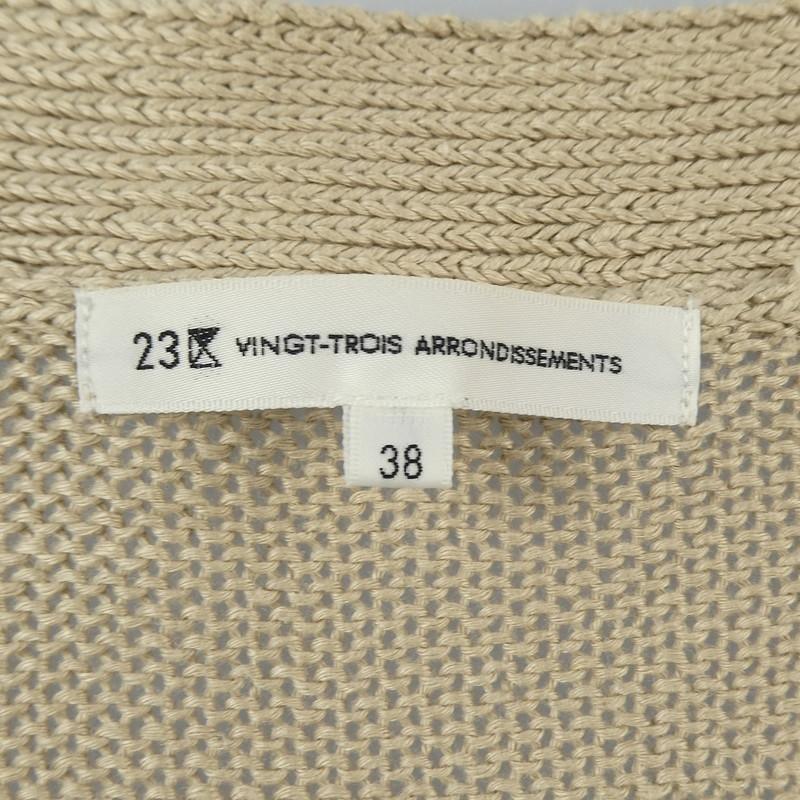 23区 VINGT-TROIS ARRONDISSEMENTS
38